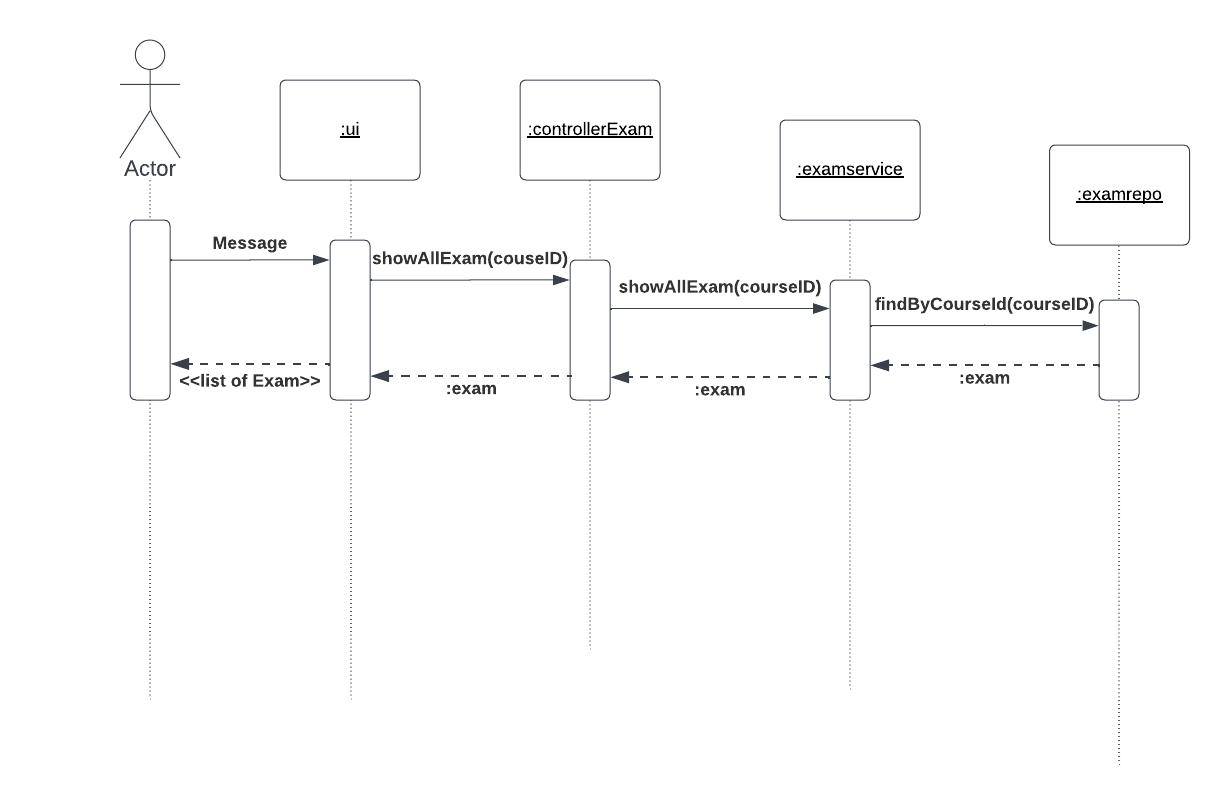 Actor
:ui
:controllerExam
:examservice
:examrepo
Message
showAllExam(couseID)
showAllExam(courseID)
findByCourseId(courseID)
<<list of Exam>>
:exam
:exam
:exam